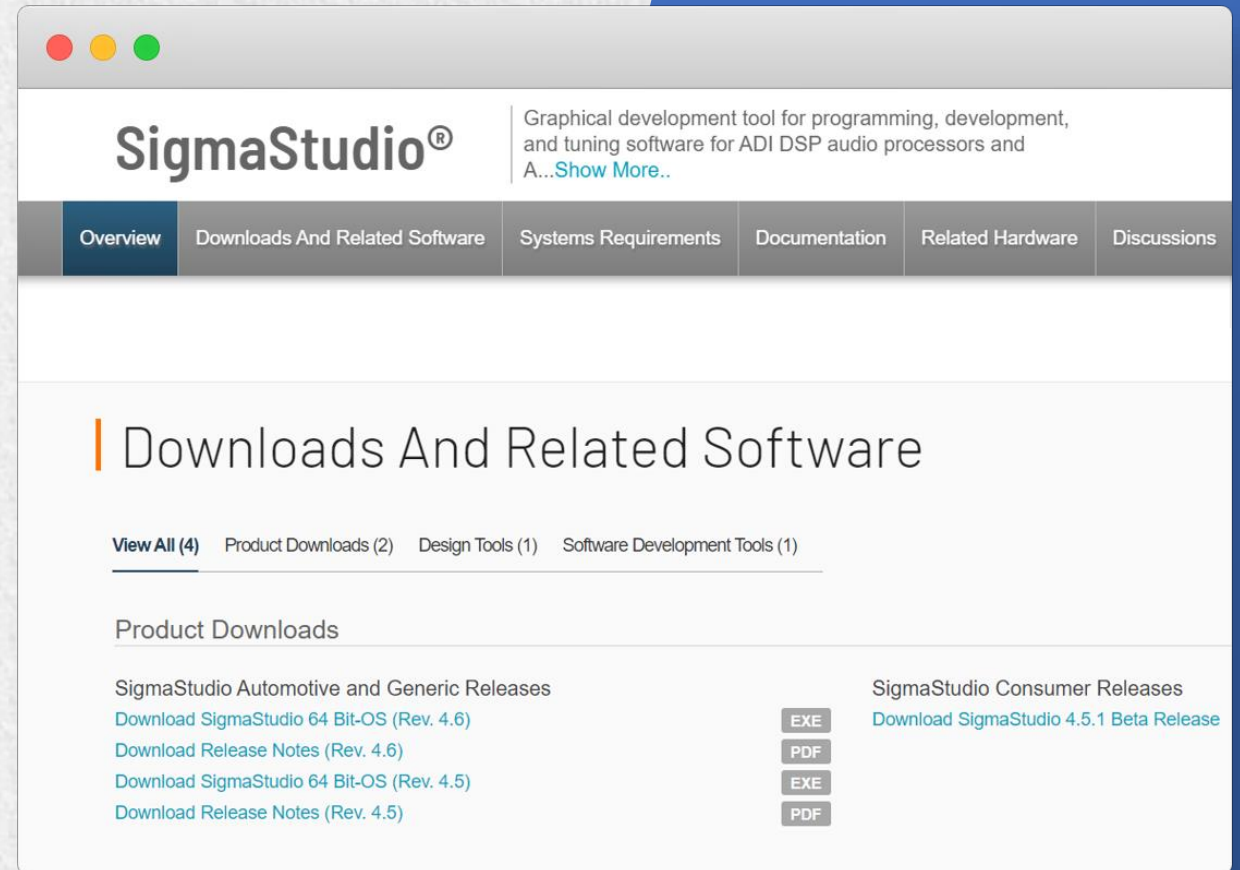 SigmaStudio®
Graphical development tool for programming, development,
and tuning software for ADI DSP audio processors and
A...Show More..
Overview Downloads And Related Software Systems Requirements Documentation Related Hardware Discussions
Downloads And Related Software
View All (4) Product Downloads (2) Design Tools (1) Software Development Tools (1)
Product Downloads
SigmaStudio Automotive and Generic Releases
Download SigmaStudio 64 Bit-OS (Rev. 4.6) EXE
Download Release Notes (Rev. 4.6) PDF
Download SigmaStudio 64 Bit-OS (Rev. 4.5) EXE
Download Release Notes (Rev. 4.5) PDF
SigmaStudio Consumer Releases
Download SigmaStudio 4.5.1 Beta Release